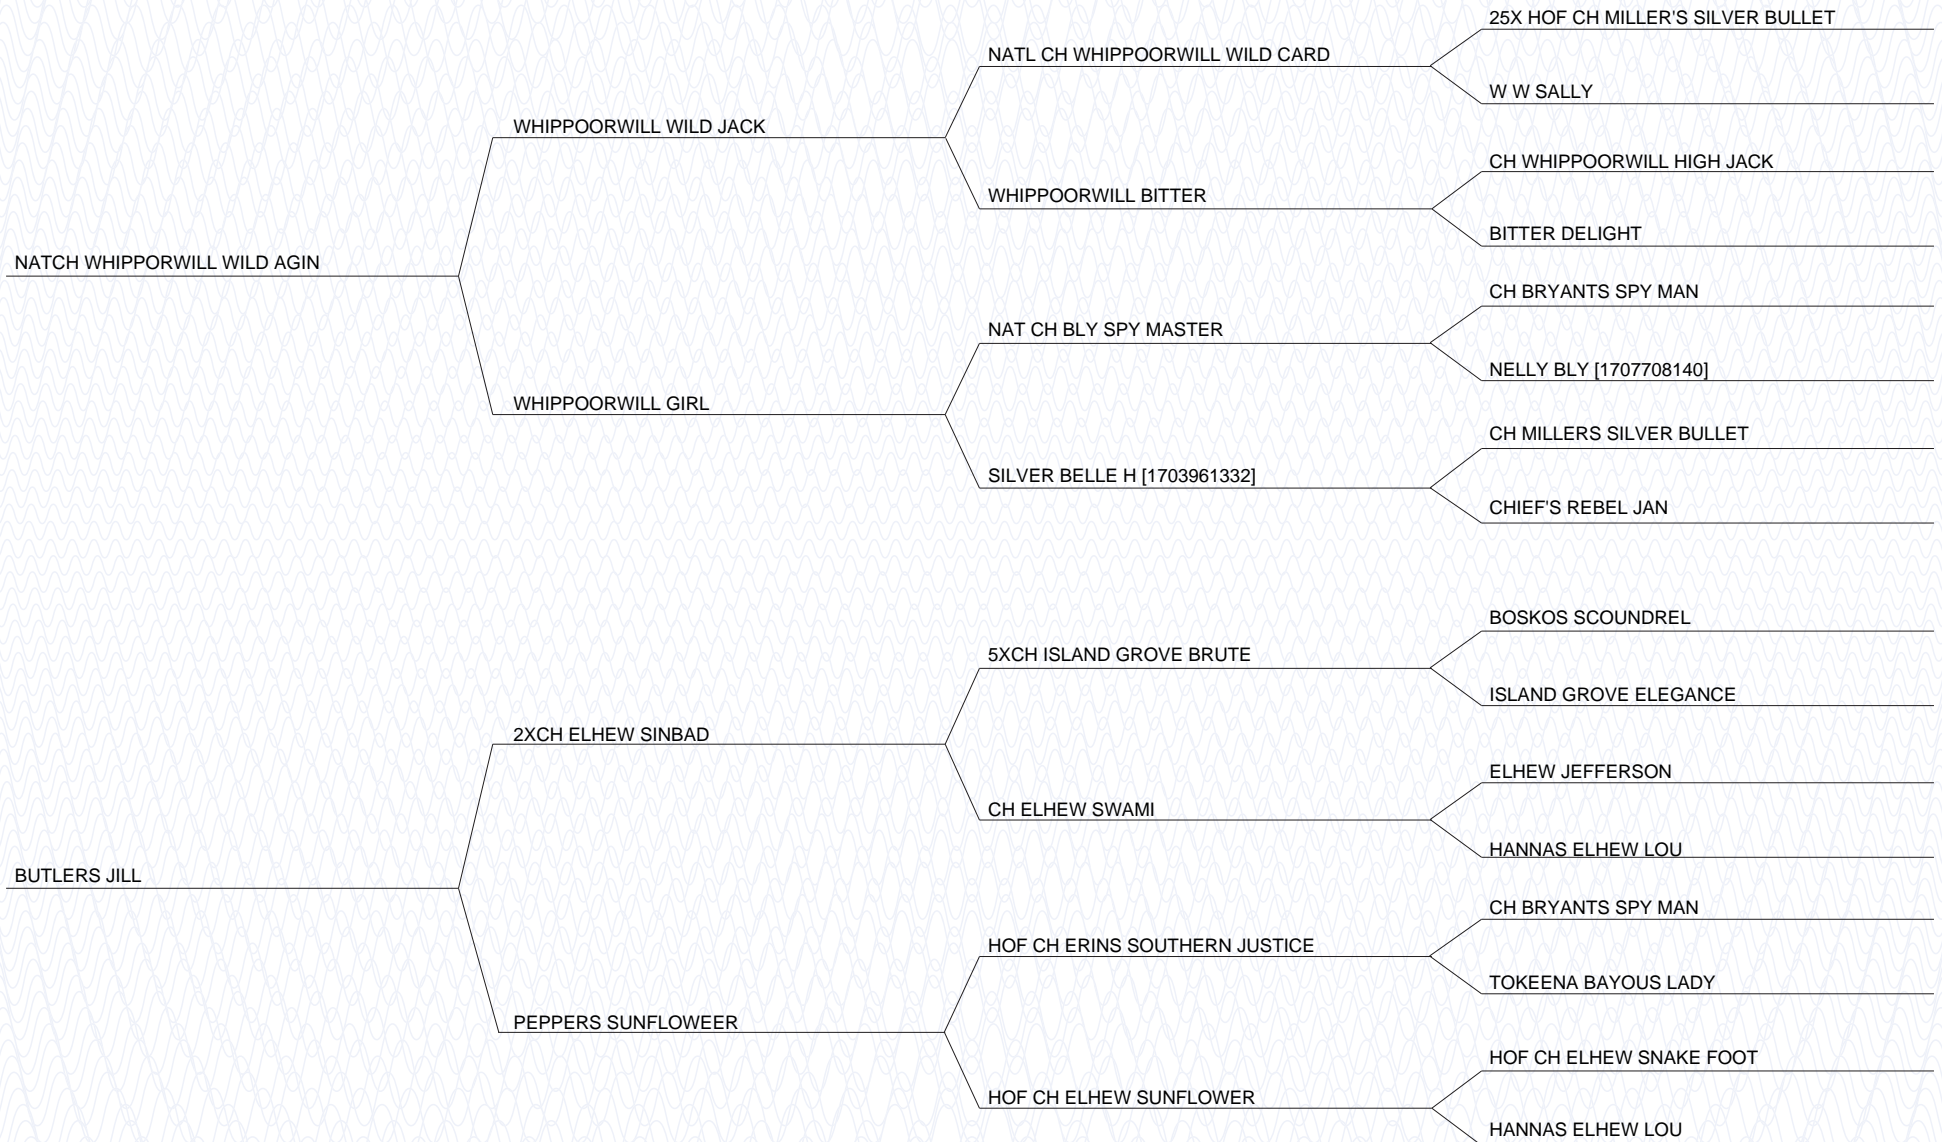 25X HOF CH MILLER'S SILVER BULLET
NATL CH WHIPPOORWILL WILD CARD
W W SALLY
WHIPPOORWILL WILD JACK
CH WHIPPOORWILL HIGH JACK
WHIPPOORWILL BITTER
BITTER DELIGHT
NATCH WHIPPORWILL WILD AGIN
CH BRYANTS SPY MAN
NAT CH BLY SPY MASTER
NELLY BLY [1707708140]
WHIPPOORWILL GIRL
CH MILLERS SILVER BULLET
SILVER BELLE H [1703961332]
CHIEF'S REBEL JAN
BOSKOS SCOUNDREL
5XCH ISLAND GROVE BRUTE
ISLAND GROVE ELEGANCE
2XCH ELHEW SINBAD
ELHEW JEFFERSON
CH ELHEW SWAMI
HANNAS ELHEW LOU
BUTLERS JILL
CH BRYANTS SPY MAN
HOF CH ERINS SOUTHERN JUSTICE
TOKEENA BAYOUS LADY
PEPPERS SUNFLOWEER
HOF CH ELHEW SNAKE FOOT
HOF CH ELHEW SUNFLOWER
HANNAS ELHEW LOU